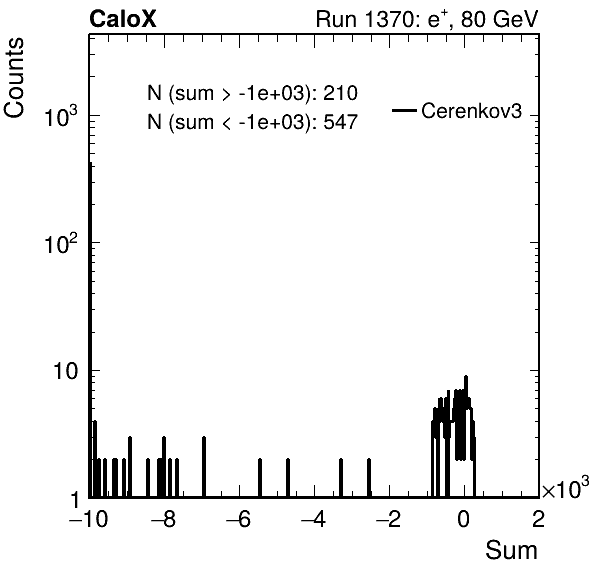 CaloX Run 1370: e⁺, 80 GeV
Counts
N (sum > -1e+03): 210
N (sum < -1e+03): 547
Cerenkov3
10³
10²
10
1
−10 −8 −6 −4 −2 0 2
×10³
Sum